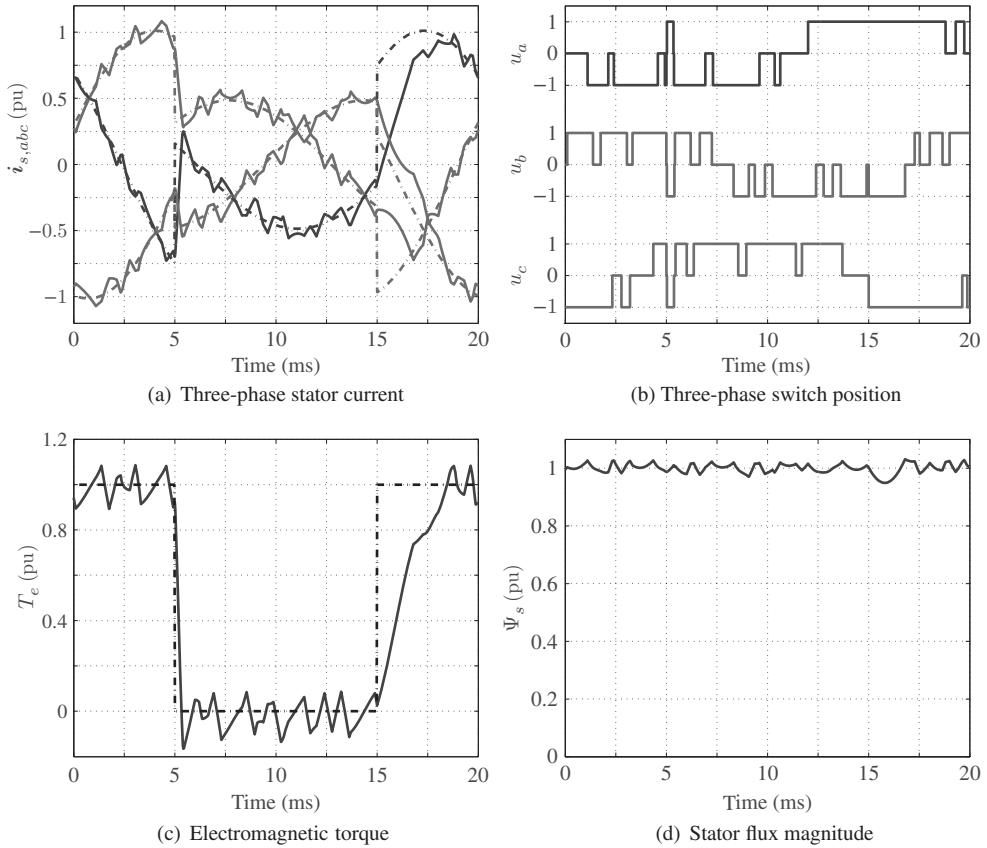 1
0.5
0
−0.5
−1
i_{s,abc} (pu)
0 5 10 15 20
Time (ms)
(a) Three-phase stator current
1
0
−1
u_a
1
0
−1
u_b
1
0
−1
u_c
0 5 10 15 20
Time (ms)
(b) Three-phase switch position
1.2
0.8
0.4
0
T_e (pu)
0 5 10 15 20
Time (ms)
(c) Electromagnetic torque
1
0.8
0.6
0.4
0.2
0
Ψ_s (pu)
0 5 10 15 20
Time (ms)
(d) Stator flux magnitude